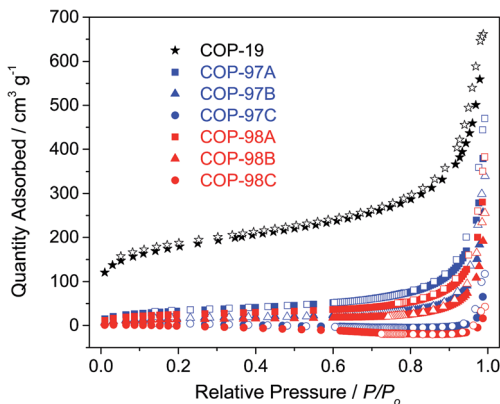 700
600
500
400
300
200
100
0
Quantity Adsorbed / cm³ g⁻¹
COP-19
COP-97A
COP-97B
COP-97C
COP-98A
COP-98B
COP-98C
0.0 0.2 0.4 0.6 0.8 1.0
Relative Pressure / P/Pₒ